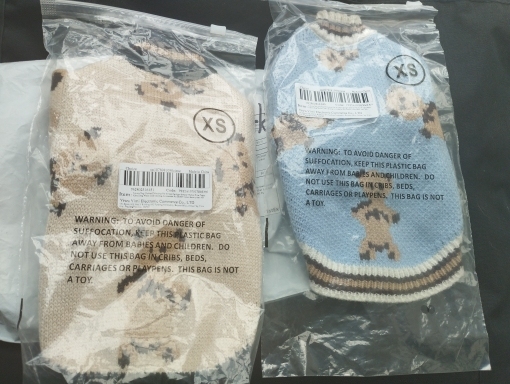 XS
WARNING: TO AVOID DANGER OF
SUFFOCATION, KEEP THIS PLASTIC BAG
AWAY FROM BABIES AND CHILDREN. DO
NOT USE THIS BAG IN CRIBS, BEDS,
CARRIAGES OR PLAYPENS. THIS BAG IS NOT
A TOY.
XS
WARNING: TO AVOID DANGER OF
SUFFOCATION, KEEP THIS PLASTIC BAG
AWAY FROM BABIES AND CHILDREN. DO
NOT USE THIS BAG IN CRIBS, BEDS,
CARRIAGES OR PLAYPENS. THIS BAG IS NOT
A TOY.